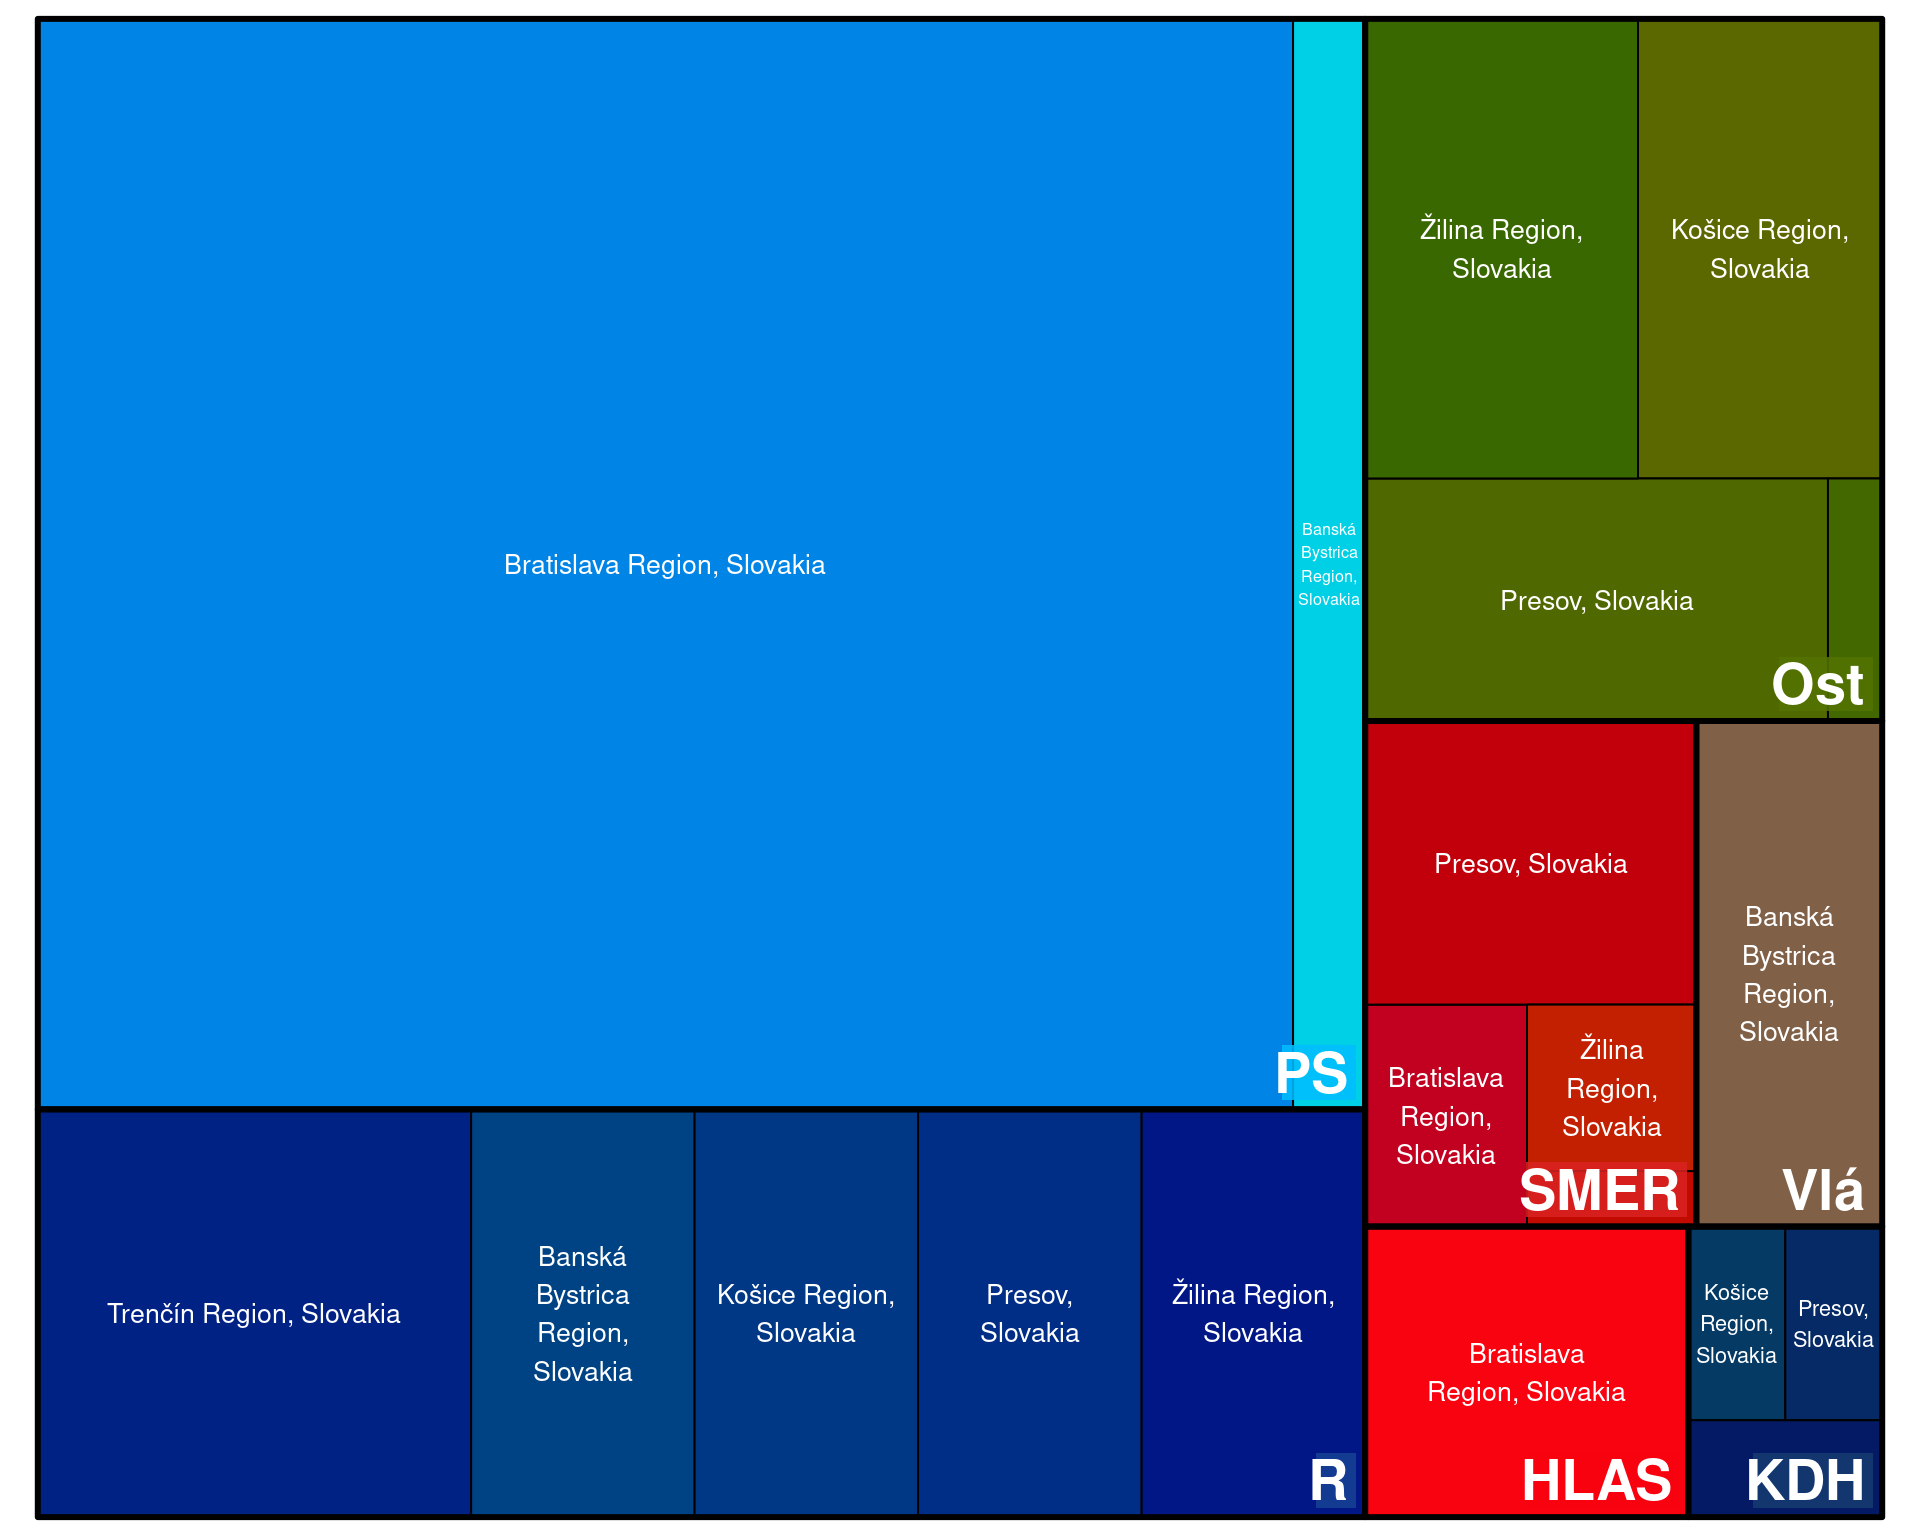 Bratislava Region, Slovakia
Banská
Bystrica
Region,
Slovakia
PS
Žilina Region,
Slovakia
Košice Region,
Slovakia
Presov, Slovakia
Ost
Presov, Slovakia
Bratislava
Region,
Slovakia
Žilina
Region,
Slovakia
SMER
Banská
Bystrica
Region,
Slovakia
Vlá
Trenčín Region, Slovakia
Banská
Bystrica
Region,
Slovakia
Košice Region,
Slovakia
Presov,
Slovakia
Žilina Region,
Slovakia
R
Bratislava
Region, Slovakia
HLAS
Košice
Region,
Slovakia
Presov,
Slovakia
KDH